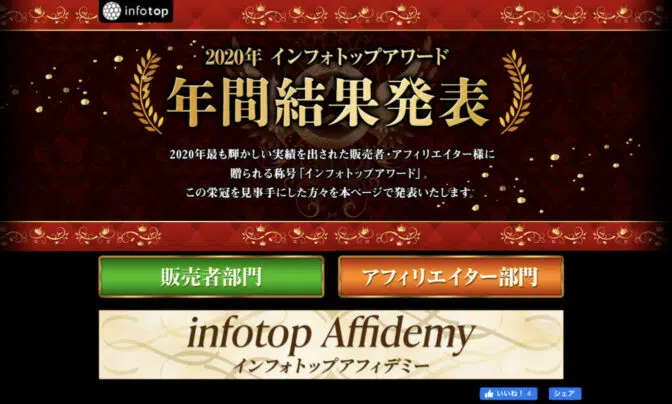 infotop
2020年 インフォトップアワード
年間結果発表
2020年最も輝かしい実績を出された販売者・アフィリエイター様に
贈られる称号「インフォトップアワード」。
この栄冠を見事手にした方々を本ページで発表いたします。
販売者部門
アフィリエイター部門
infotop Affidemy
インフォトップアフィデミー
いいね! 4
シェア